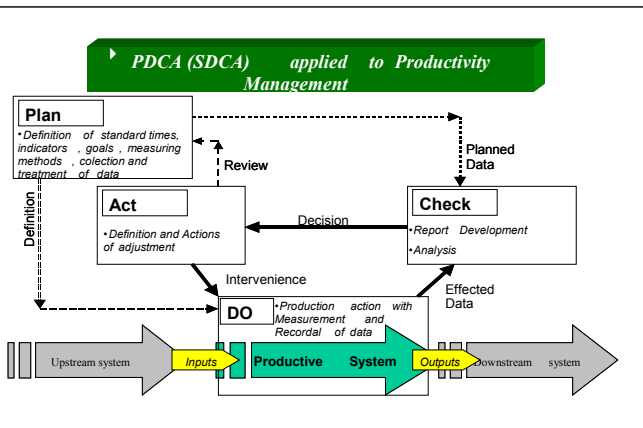 PDCA (SDCA) applied to Productivity
Management
Plan
•Definition of standard times,
indicators , goals , measuring
methods , colection and
treatment of data
Planned
Data
Review
Definition
Act
•Definition and Actions
of adjustment
Decision
Check
•Report Development
•Analysis
Intervenience
Effected
Data
DO
•Production action with
Measurement and
Recordal of data
Upstream system
Inputs
Productive System
Outputs
Downstream system